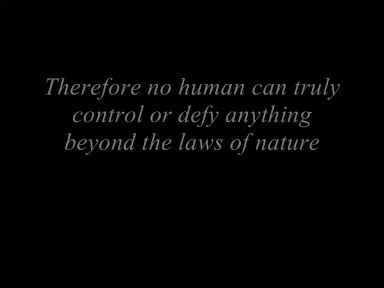 Therefore no human can truly
control or defy anything
beyond the laws of nature